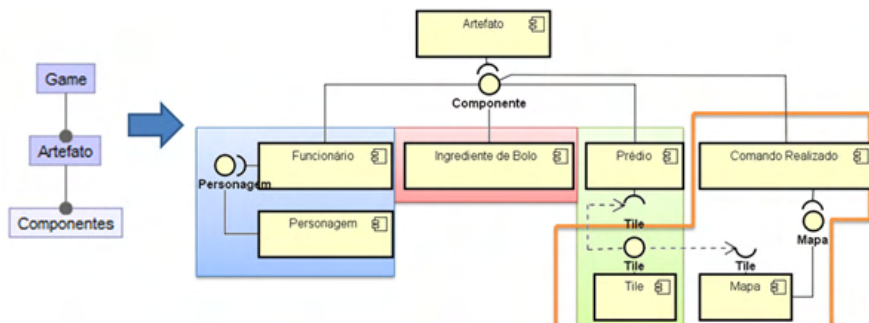 Game
Artefato
Componentes
Artefato
Componente
Funcionário
Ingrediente de Bolo
Prédio
Comando Realizado
Personagem
Personagem
Tile
Mapa
Tile
Tile
Tile
Mapa